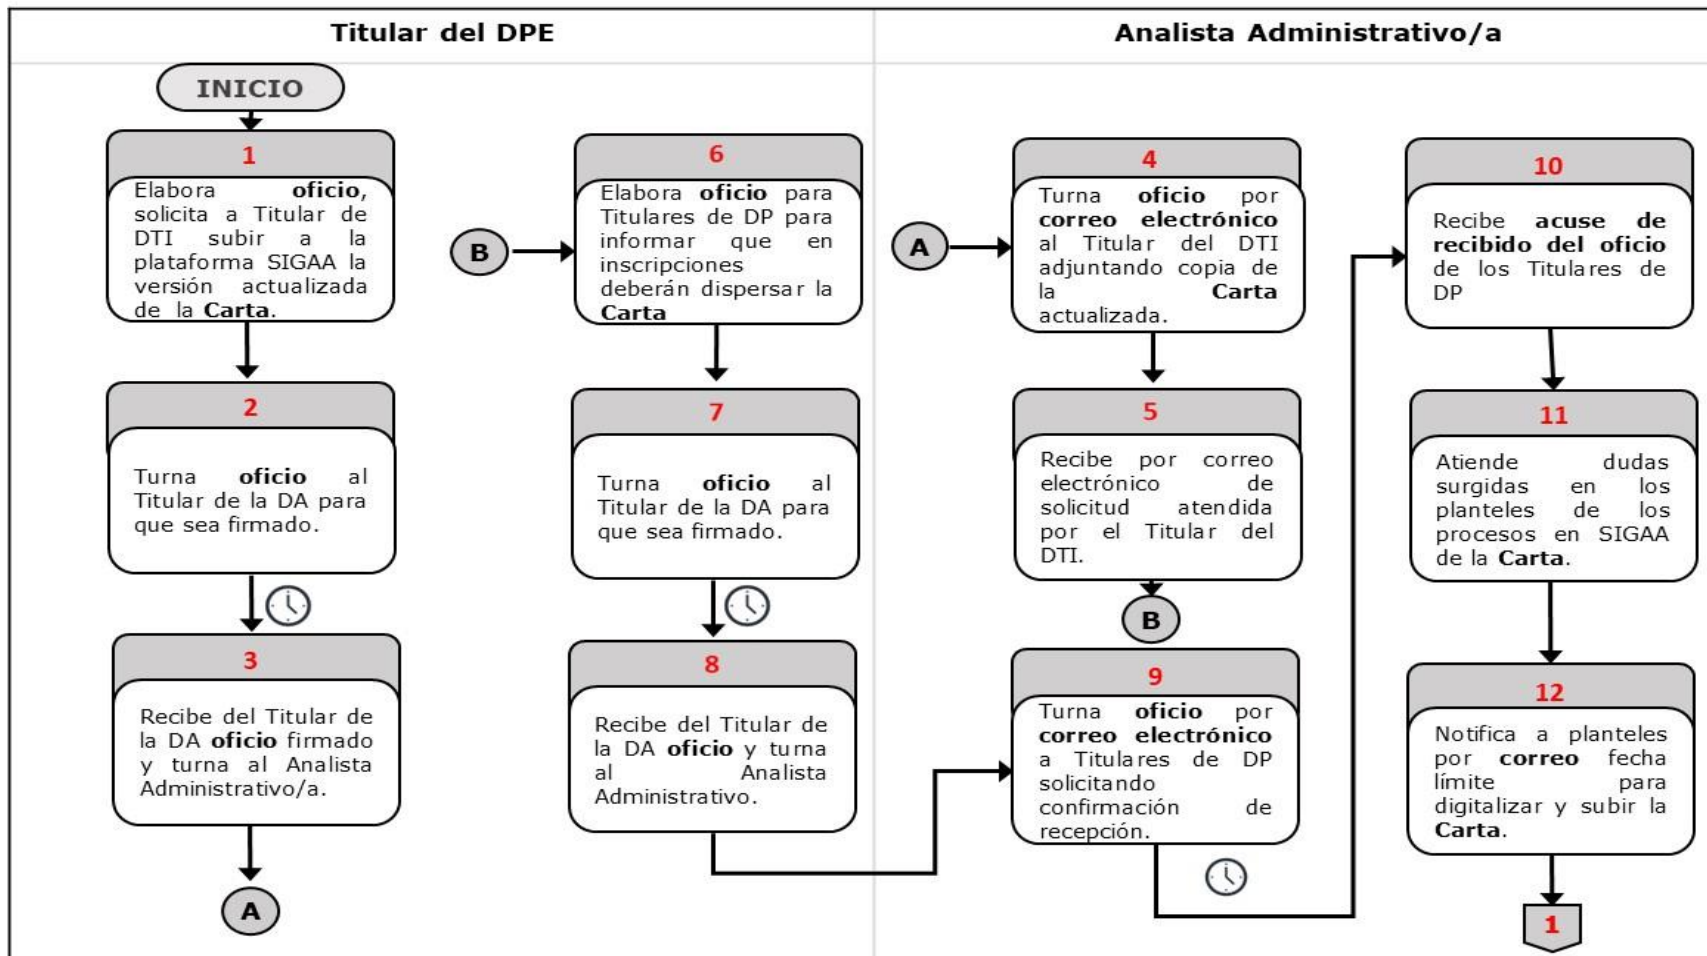 Titular del DPE
Analista Administrativo/a
INICIO
1
Elabora oficio,
solicita a Titular de
DTI subir a la
plataforma SIGAA la
versión actualizada
de la Carta.
2
Turna oficio al
Titular de la DA para
que sea firmado.
3
Recibe del Titular de
la DA oficio firmado
y turna al Analista
Administrativo/a.
A
B
6
Elabora oficio para
Titulares de DP para
informar que en
inscripciones
deberán dispersar la
Carta
7
Turna oficio al
Titular de la DA para
que sea firmado.
8
Recibe del Titular de
la DA oficio y turna
al Analista
Administrativo.
A
4
Turna oficio por
correo electrónico
al Titular del DTI
adjuntando copia de
la Carta
actualizada.
5
Recibe por correo
electrónico de
solicitud atendida
por el Titular del
DTI.
B
9
Turna oficio por
correo electrónico
a Titulares de DP
solicitando
confirmación de
recepción.
10
Recibe acuse de
recibido del oficio
de los Titulares de
DP
11
Atiende dudas
surgidas en los
planteles de los
procesos en SIGAA
de la Carta.
12
Notifica a planteles
por correo fecha
límite para
digitalizar y subir la
Carta.
1